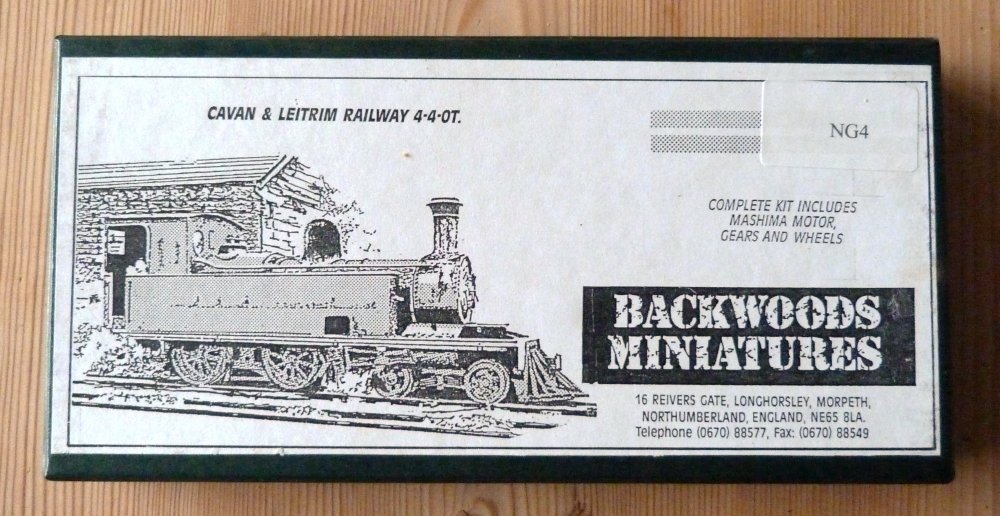 CAVAN & LEITRIM RAILWAY 4-4-0T.
NG4
COMPLETE KIT INCLUDES
MASHIMA MOTOR,
GEARS AND WHEELS
BACKWOODS
MINIATURES
16 REIVERS GATE, LONGHORSLEY, MORPETH,
NORTHUMBERLAND, ENGLAND, NE65 8LA.
Telephone (0670) 88577, Fax: (0670) 88549